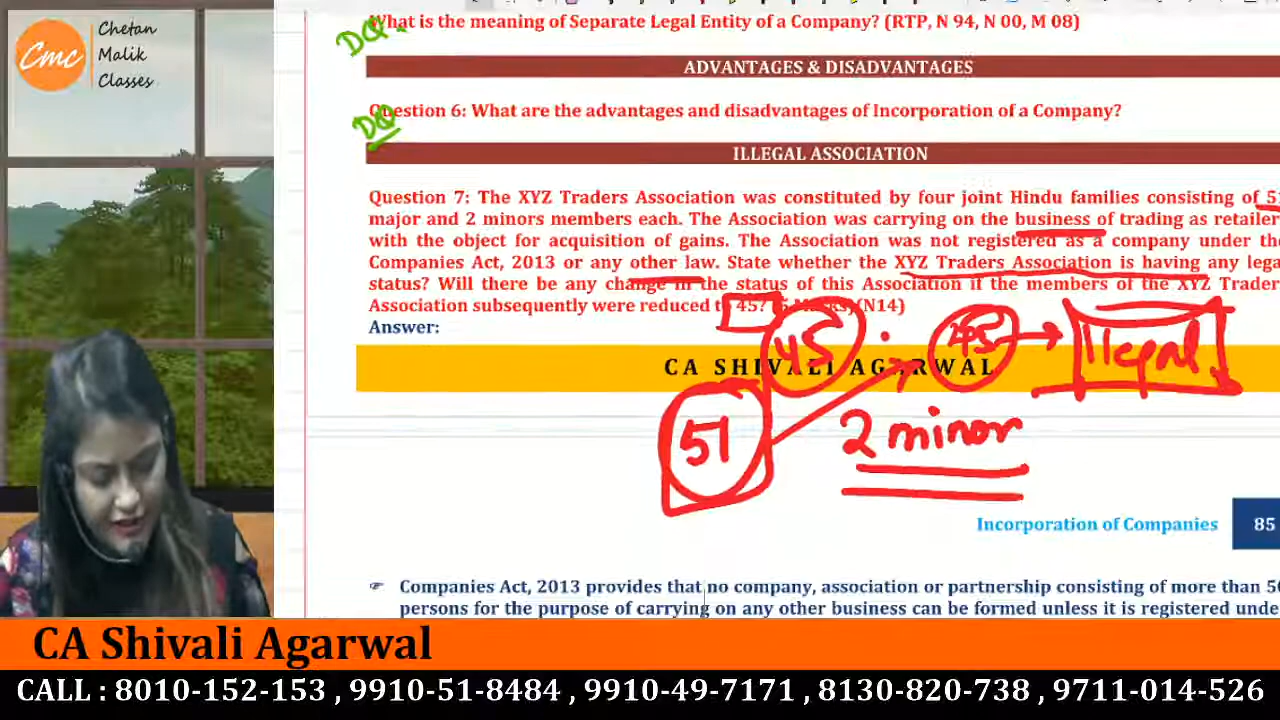 Cmc
Chetan
Malik
Classes
DQ.
What is the meaning of Separate Legal Entity of a Company? (RTP, N 94, N 00, M 08)
ADVANTAGES & DISADVANTAGES
DQ
Question 6: What are the advantages and disadvantages of Incorporation of a Company?
ILLEGAL ASSOCIATION
Question 7: The XYZ Traders Association was constituted by four joint Hindu families consisting of 51
major and 2 minors members each. The Association was carrying on the business of trading as retailer
with the object for acquisition of gains. The Association was not registered as a company under the
Companies Act, 2013 or any other law. State whether the XYZ Traders Association is having any lega
status? Will there be any change in the status of this Association if the members of the XYZ Trader
Association subsequently were reduced to 45? Marks) (N14)
Answer:
45 Illegal
CA SHIVALI AGARWAL
51 2 minor
Incorporation of Companies 85
Companies Act, 2013 provides that no company, association or partnership consisting of more than 50
persons for the purpose of carrying on any other business can be formed unless it is registered unde
CA Shivali Agarwal
CALL : 8010-152-153 , 9910-51-8484 , 9910-49-7171 , 8130-820-738 , 9711-014-526